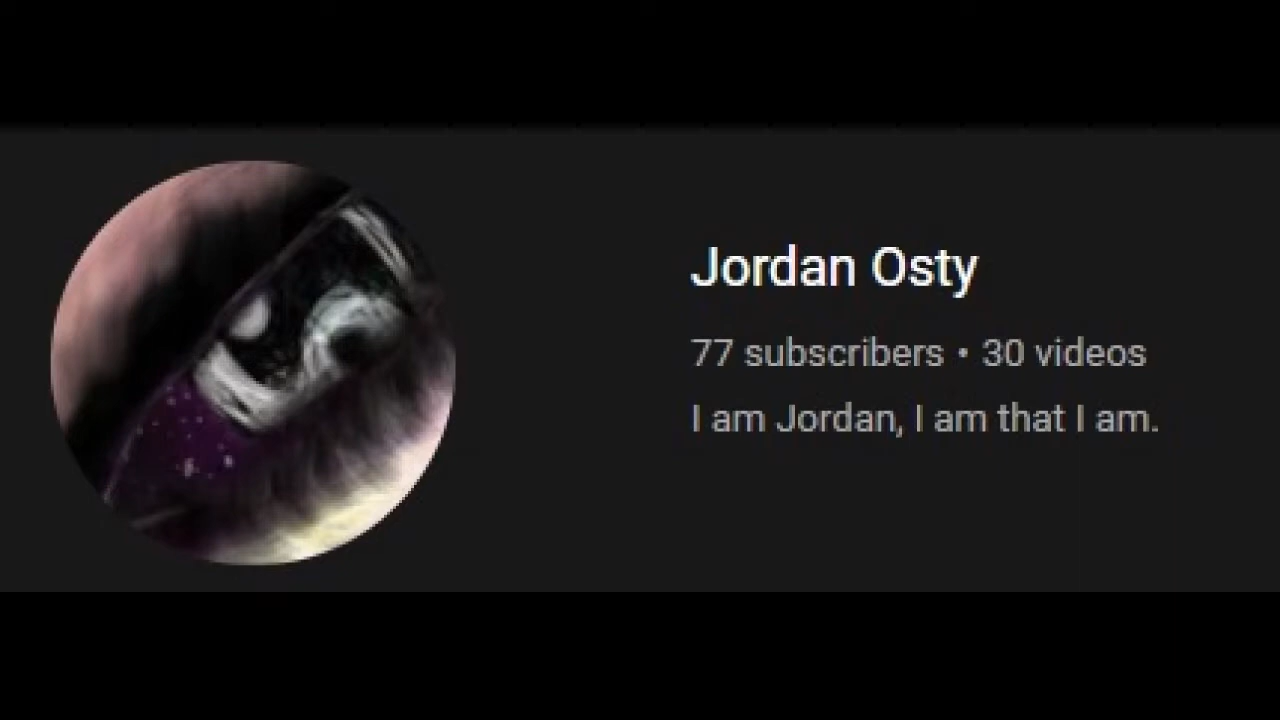 Jordan Osty
77 subscribers • 30 videos
I am Jordan, I am that I am.